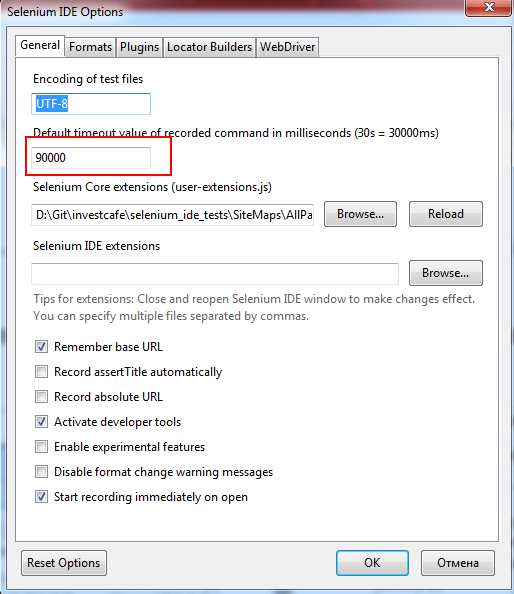 Selenium IDE Options
General Formats Plugins Locator Builders WebDriver
Encoding of test files
UTF-8
Default timeout value of recorded command in milliseconds (30s = 30000ms)
90000
Selenium Core extensions (user-extensions.js)
D:\Git\investcafe\selenium_ide_tests\SiteMaps\AllPa Browse... Reload
Selenium IDE extensions
Browse...
Tips for extensions: Close and reopen Selenium IDE window to make changes effect.
You can specify multiple files separated by commas.
Remember base URL
Record assertTitle automatically
Record absolute URL
Activate developer tools
Enable experimental features
Disable format change warning messages
Start recording immediately on open
Reset Options OK Отмена